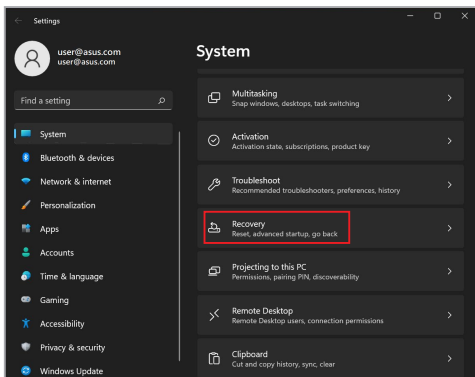 Settings
user@asus.com
user@asus.com
Find a setting
System
Bluetooth & devices
Network & internet
Personalization
Apps
Accounts
Time & language
Gaming
Accessibility
Privacy & security
Windows Update
System
Multitasking
Snap windows, desktops, task switching
Activation
Activation state, subscriptions, product key
Troubleshoot
Recommended troubleshooters, preferences, history
Recovery
Reset, advanced startup, go back
Projecting to this PC
Permissions, pairing PIN, discoverability
Remote Desktop
Remote Desktop users, connection permissions
Clipboard
Cut and copy history, sync, clear